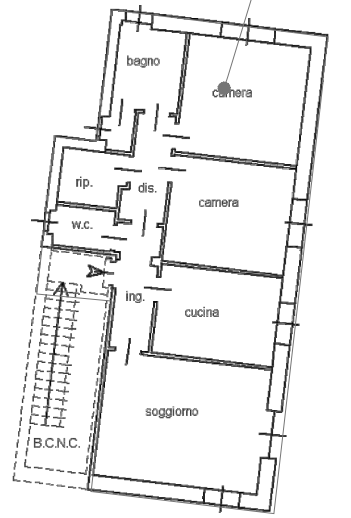 bagno
camera
rip.
dis.
camera
w.c.
ing.
cucina
soggiorno
B.C.N.C.